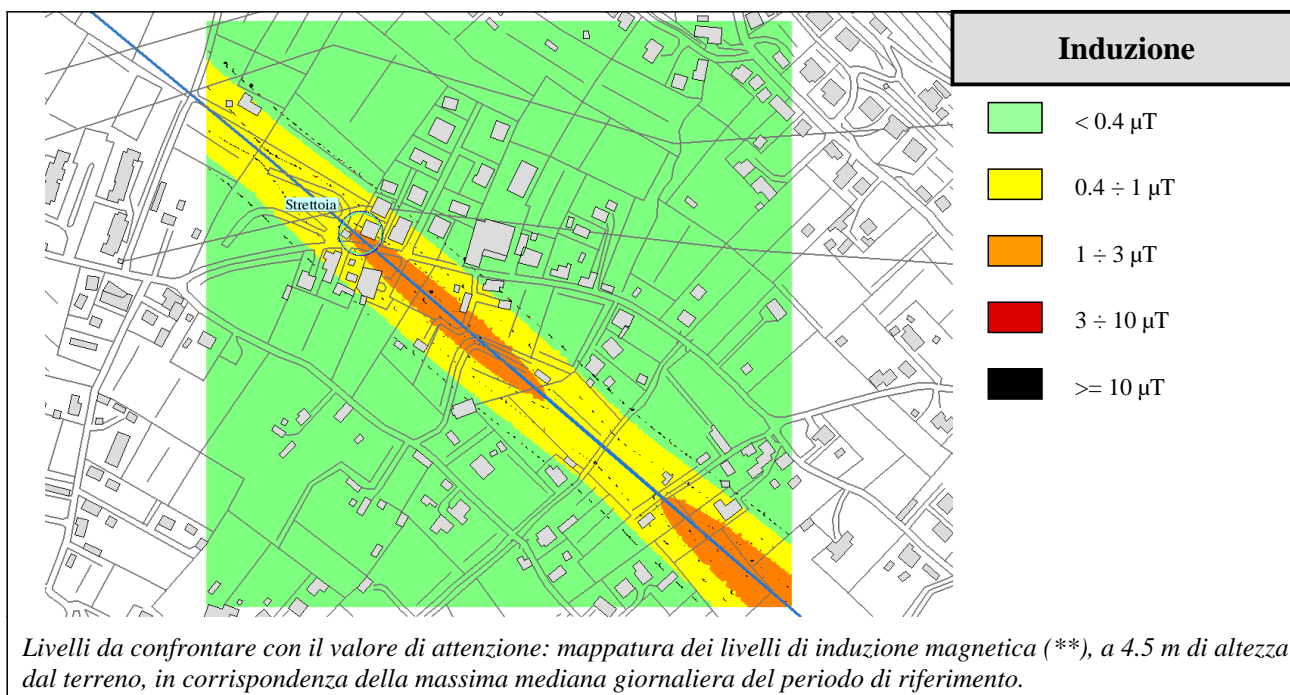 Induzione
< 0.4 µT
0.4 ÷ 1 µT
1 ÷ 3 µT
3 ÷ 10 µT
>= 10 µT
Strettoia
Livelli da confrontare con il valore di attenzione: mappatura dei livelli di induzione magnetica (**), a 4.5 m di altezza
dal terreno, in corrispondenza della massima mediana giornaliera del periodo di riferimento.